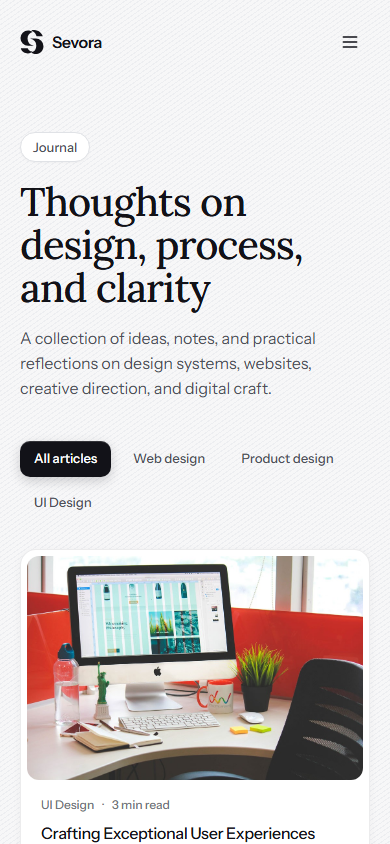 Sevora
Journal
Thoughts on
design, process,
and clarity
A collection of ideas, notes, and practical
reflections on design systems, websites,
creative direction, and digital craft.
All articles
Web design
Product design
UI Design
UI Design · 3 min read
Crafting Exceptional User Experiences